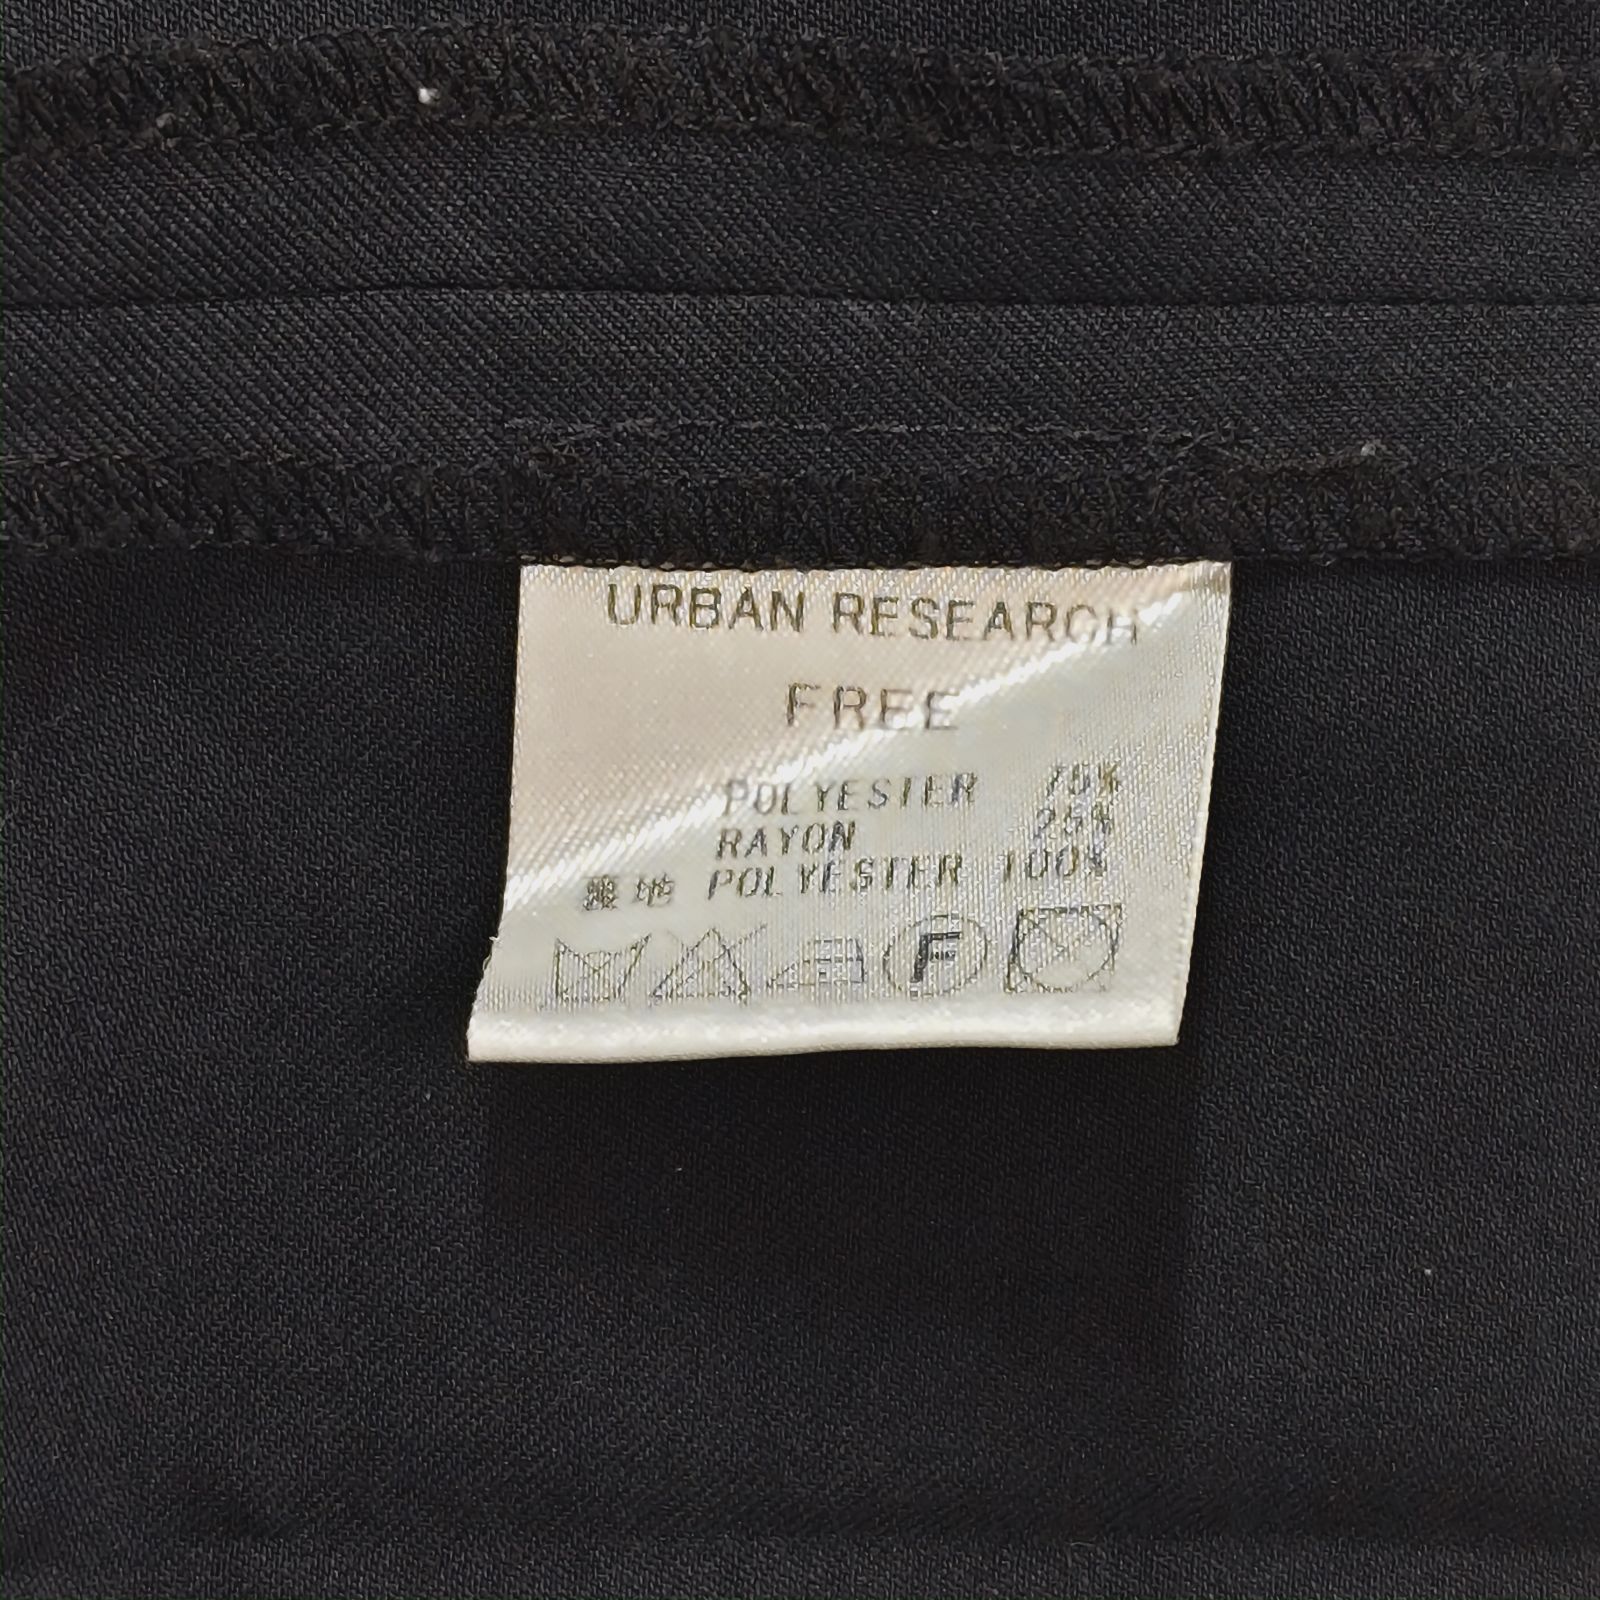 URBAN RESEARCH
FREE
POLYESTER 75%
RAYON 25%
裏地 POLYESTER 100%
F